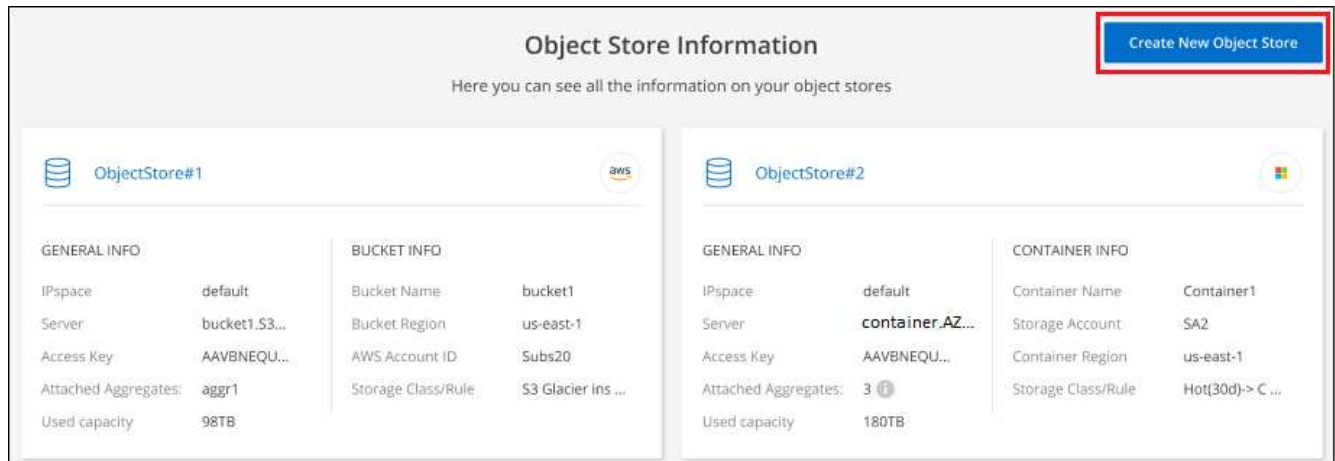 Object Store Information
Create New Object Store
Here you can see all the information on your object stores
ObjectStore#1
aws
GENERAL INFO
BUCKET INFO
IPspace default Bucket Name bucket1
Server bucket1.S3... Bucket Region us-east-1
Access Key AAVBNEQU... AWS Account ID Subs20
Attached Aggregates: aggr1 Storage Class/Rule S3 Glacier ins ...
Used capacity 98TB
ObjectStore#2
GENERAL INFO
CONTAINER INFO
IPspace default Container Name Container1
Server container.AZ... Storage Account SA2
Access Key AAVBNEQU... Container Region us-east-1
Attached Aggregates: 3 i Storage Class/Rule Hot(30d)-> C ...
Used capacity 180TB